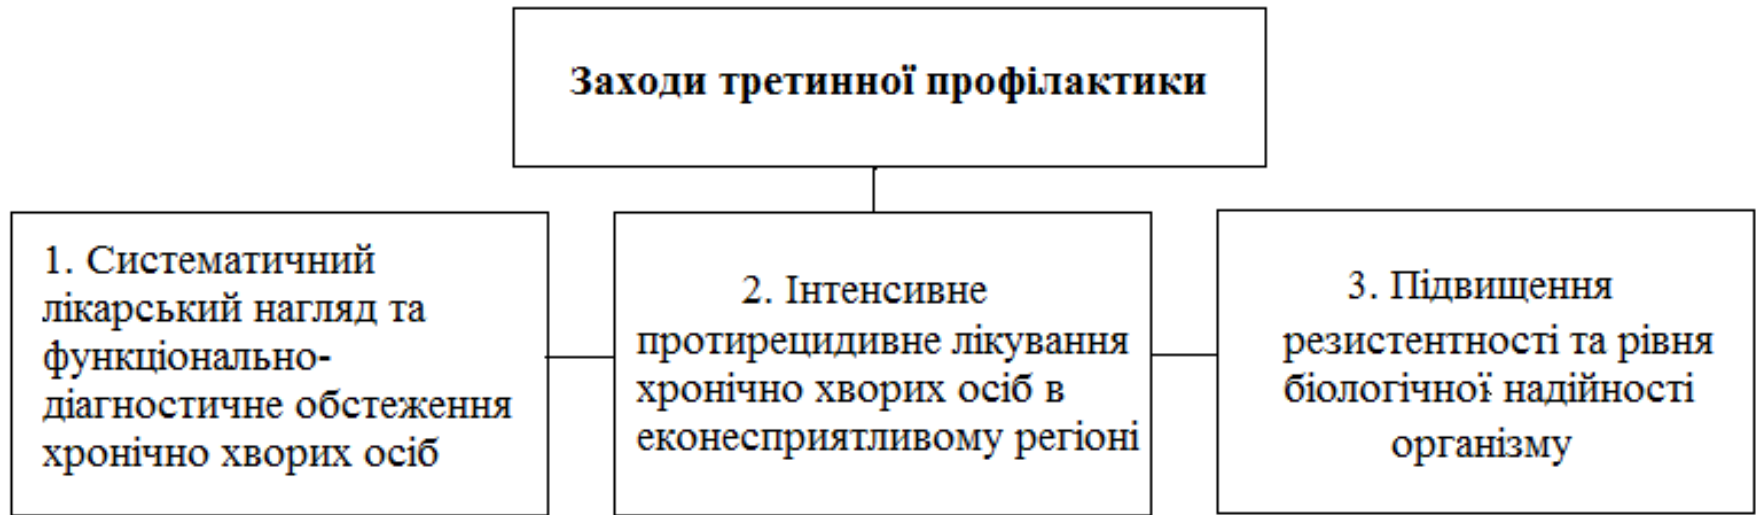 Заходи третинної профілактики
1. Систематичний
лікарський нагляд та
функціонально-
діагностичне обстеження
хронічно хворих осіб
2. Інтенсивне
протирецидивне лікування
хронічно хворих осіб в
еконесприятливому регіоні
3. Підвищення
резистентності та рівня
біологічної надійності
організму